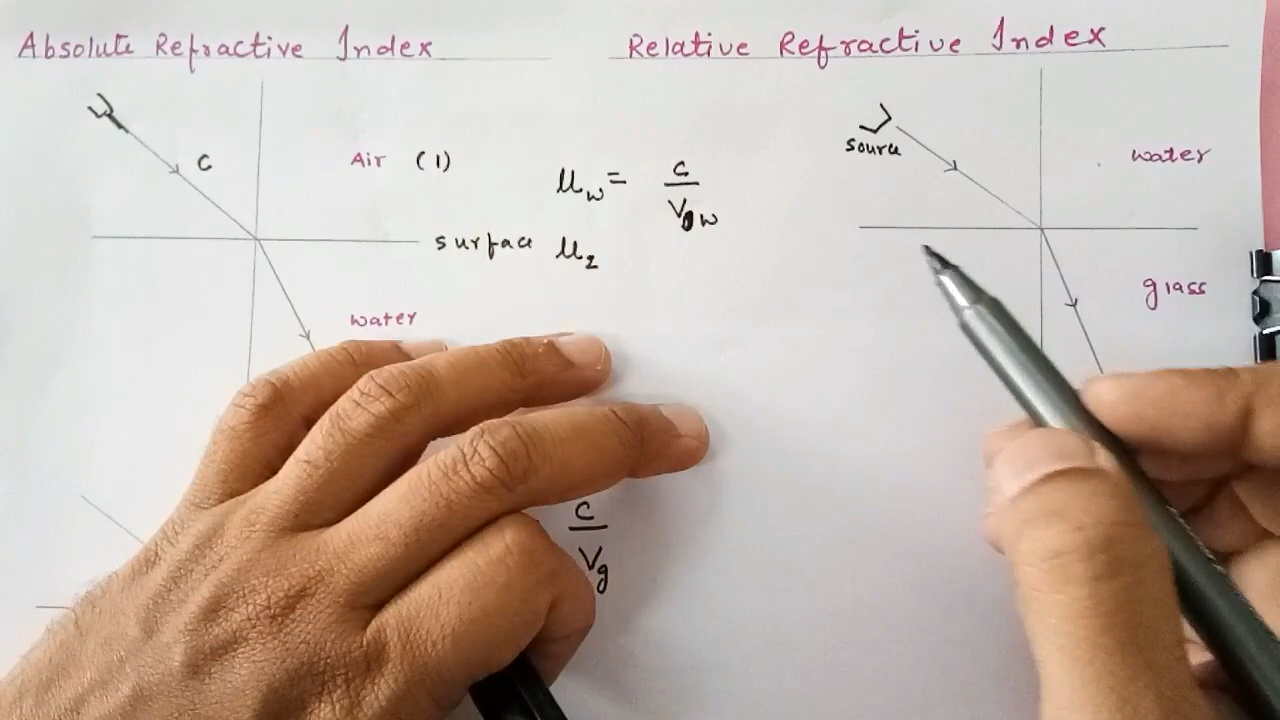 Absolute Refractive Index
C
Air (1)
surface
water
μw = c / Vw
μ2
c / Vg
Relative Refractive Index
source
water
glass